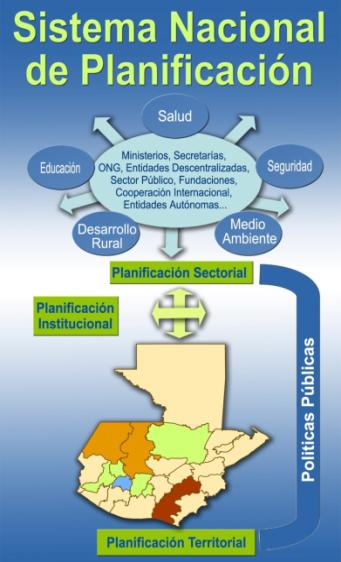 Sistema Nacional
de Planificación
Salud
Educación
Ministerios, Secretarías,
ONG, Entidades Descentralizadas,
Sector Público, Fundaciones,
Cooperación Internacional,
Entidades Autónomas...
Seguridad
Desarrollo
Rural
Medio
Ambiente
Planificación Sectorial
Planificación
Institucional
Políticas Públicas
Planificación Territorial